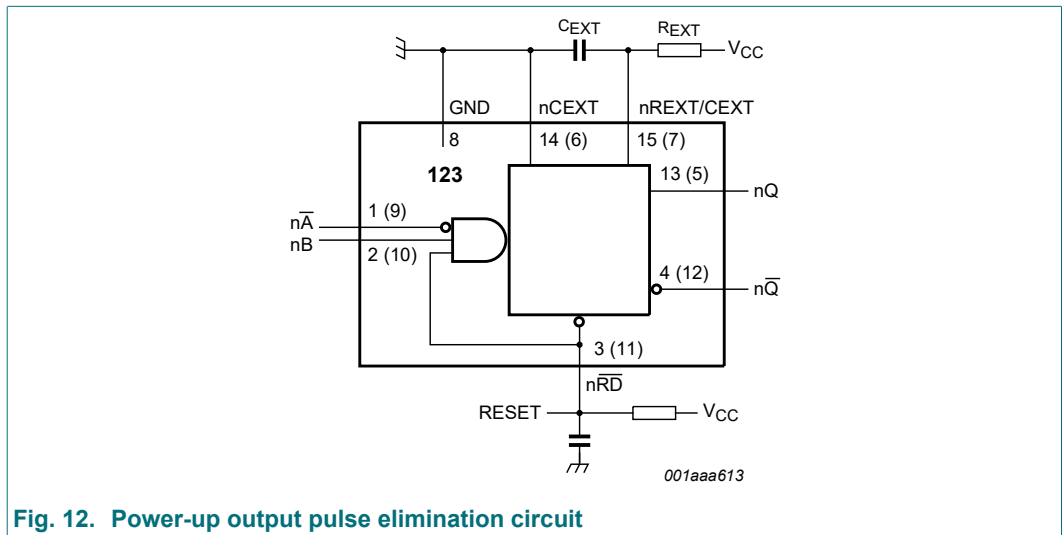 CEXT REXT
VCC
GND nCEXT nREXT/CEXT
8 14 (6) 15 (7)
123 13 (5)
nQ
1 (9)
nA̅
nB
2 (10)
4 (12)
nQ̅
3 (11)
nR̅D̅
RESET VCC
001aaa613
Fig. 12. Power-up output pulse elimination circuit